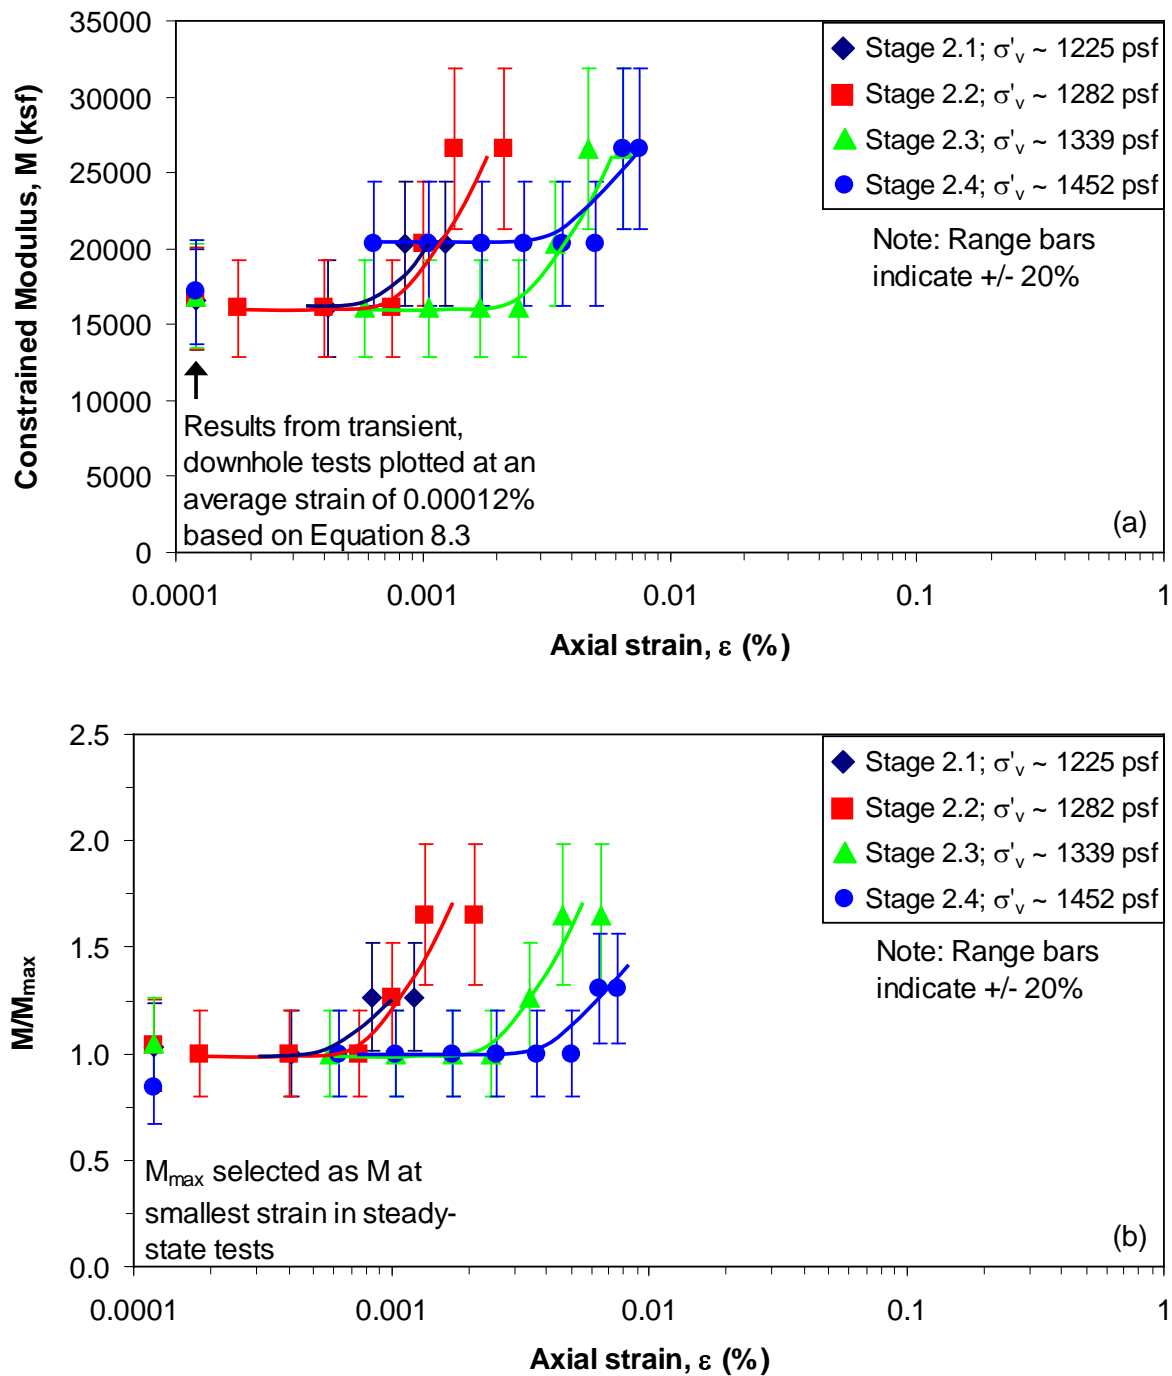 35000
30000
25000
20000
15000
10000
5000
0
Constrained Modulus, M (ksf)
Stage 2.1; σ'v ~ 1225 psf
Stage 2.2; σ'v ~ 1282 psf
Stage 2.3; σ'v ~ 1339 psf
Stage 2.4; σ'v ~ 1452 psf
Note: Range bars
indicate +/- 20%
Results from transient,
downhole tests plotted at an
average strain of 0.00012%
based on Equation 8.3
(a)
0.0001 0.001 0.01 0.1 1
Axial strain, ε (%)
2.5
2.0
1.5
1.0
0.5
0.0
M/Mmax
Stage 2.1; σ'v ~ 1225 psf
Stage 2.2; σ'v ~ 1282 psf
Stage 2.3; σ'v ~ 1339 psf
Stage 2.4; σ'v ~ 1452 psf
Note: Range bars
indicate +/- 20%
Mmax selected as M at
smallest strain in steady-
state tests
(b)
0.0001 0.001 0.01 0.1 1
Axial strain, ε (%)